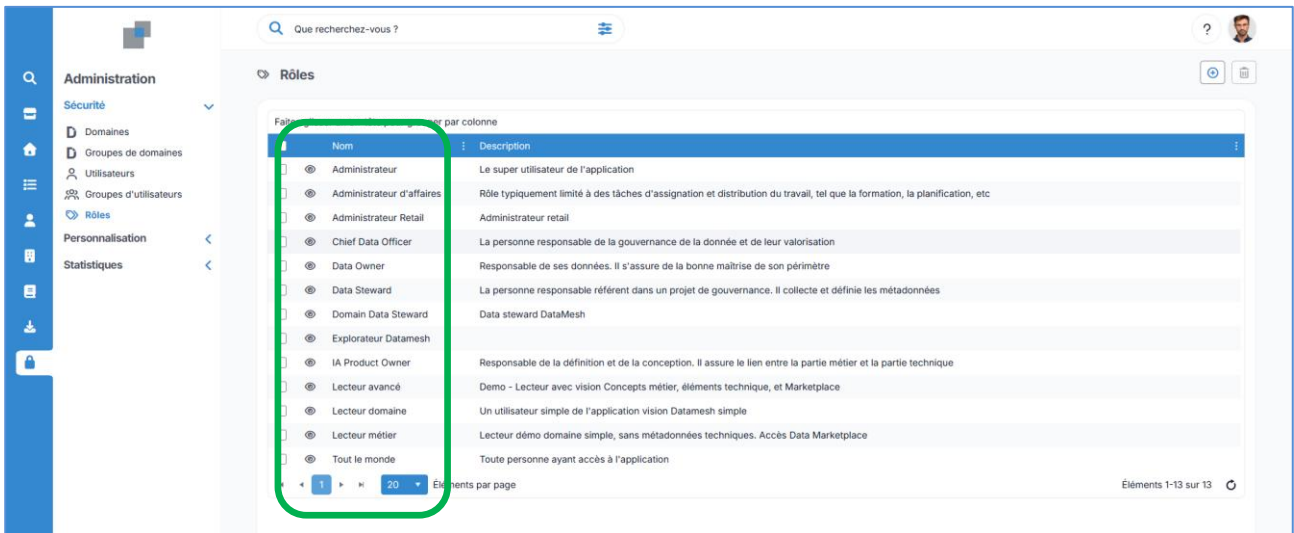 Que recherchez-vous ?
?
Administration
Rôles
Sécurité
Domaines
Groupes de domaines
Utilisateurs
Groupes d'utilisateurs
Rôles
Personnalisation
Statistiques
par colonne
Nom Description
Administrateur Le super utilisateur de l'application
Administrateur d'affaires Rôle typiquement limité à des tâches d'assignation et distribution du travail, tel que la formation, la planification, etc
Administrateur Retail Administrateur retail
Chief Data Officer La personne responsable de la gouvernance de la donnée et de leur valorisation
Data Owner Responsable de ses données. Il s'assure de la bonne maîtrise de son périmètre
Data Steward La personne responsable référent dans un projet de gouvernance. Il collecte et définie les métadonnées
Domain Data Steward Data steward DataMesh
Explorateur Datamesh
IA Product Owner Responsable de la définition et de la conception. Il assure le lien entre la partie métier et la partie technique
Lecteur avancé Demo - Lecteur avec vision Concepts métier, éléments technique, et Marketplace
Lecteur domaine Un utilisateur simple de l'application vision Datamesh simple
Lecteur métier Lecteur démo domaine simple, sans métadonnées techniques. Accès Data Marketplace
Tout le monde Toute personne ayant accès à l'application
1 20 Éléments par page Éléments 1-13 sur 13